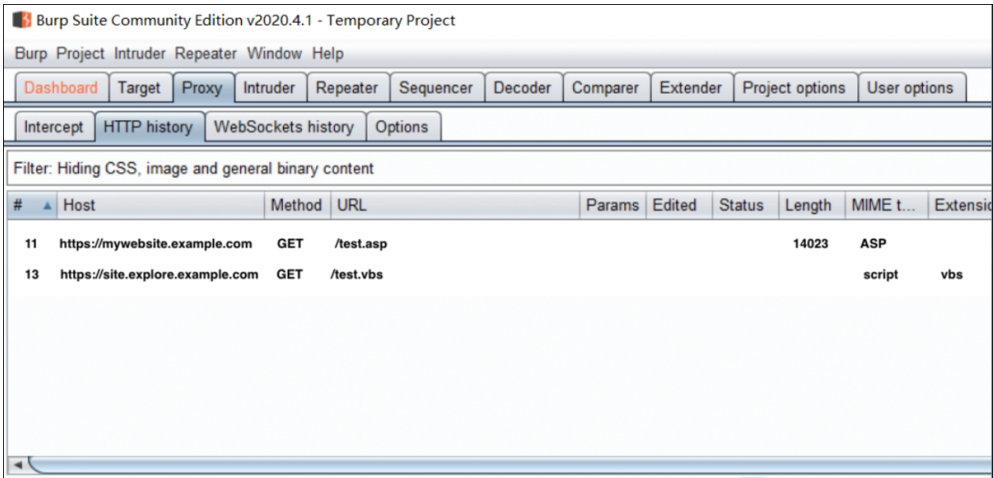 Burp Suite Community Edition v2020.4.1 - Temporary Project
Burp Project Intruder Repeater Window Help
Dashboard Target Proxy Intruder Repeater Sequencer Decoder Comparer Extender Project options User options
Intercept HTTP history WebSockets history Options
Filter: Hiding CSS, image and general binary content
# Host Method URL Params Edited Status Length MIME t... Extensic
11 https://mywebsite.example.com GET /test.asp 14023 ASP
13 https://site.explore.example.com GET /test.vbs script vbs